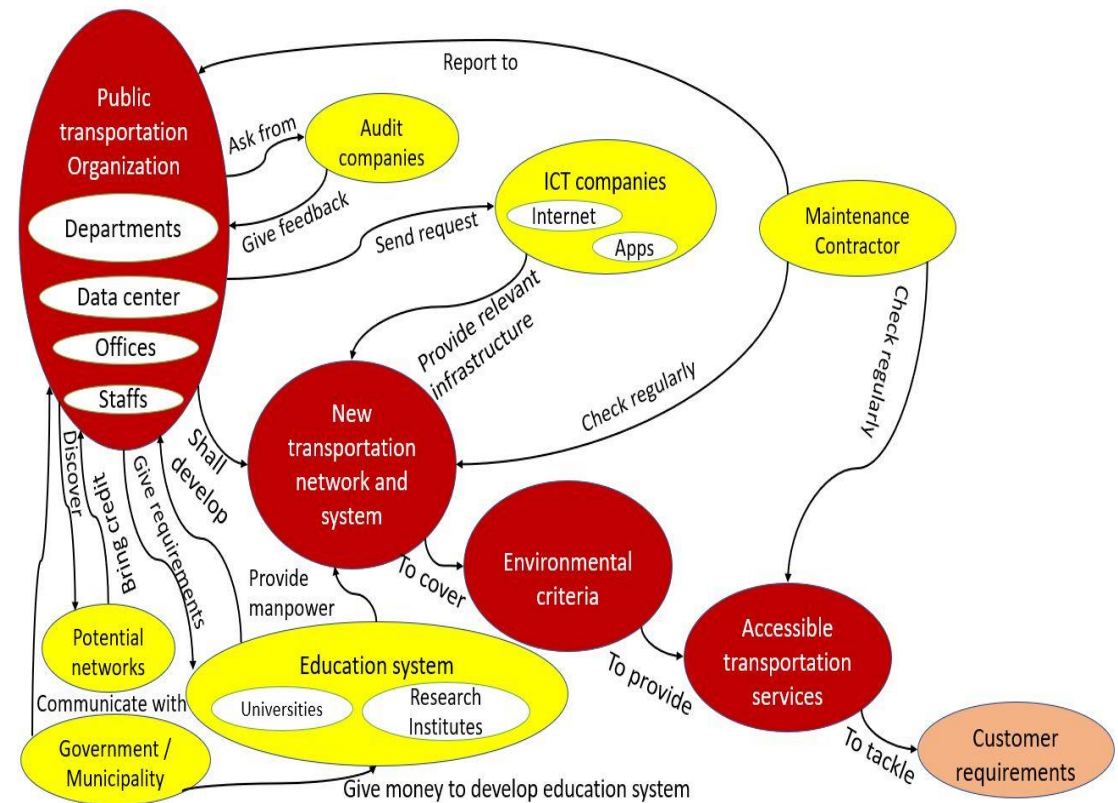 Report to
Public
transportation
Organization
Ask from
Audit
companies
ICT companies
Internet
Apps
Maintenance
Contractor
Departments
Give feedback
Send request
Data center
Offices
Staffs
Provide relevant
infrastructure
Check regularly
Check regularly
New
transportation
network and
system
Shall
develop
Discover
Bring credit
Give requirements
To cover
Environmental
criteria
Provide
manpower
Potential
networks
Education system
Universities
Research
Institutes
To provide
Accessible
transportation
services
Communicate with
Government /
Municipality
Give money to develop education system
To tackle
Customer
requirements